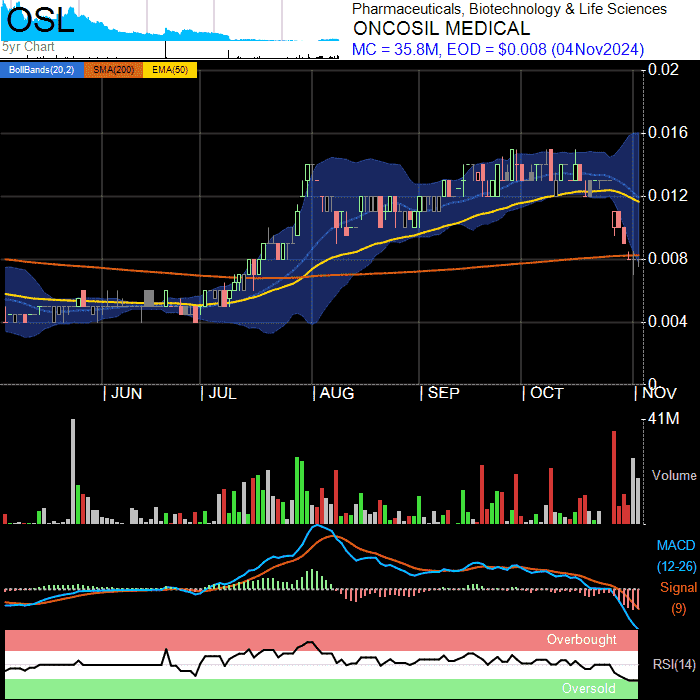 OSL
5yr Chart
Pharmaceuticals, Biotechnology & Life Sciences
ONCOSIL MEDICAL
MC = 35.8M, EOD = $0.008 (04Nov2024)
BollBands(20,2) SMA(200) EMA(50)
0.02
0.016
0.012
0.008
0.004
0
| JUN | JUL | AUG | SEP | OCT | NOV
41M
Volume
MACD
(12-26)
Signal
(9)
Overbought
RSI(14)
Oversold